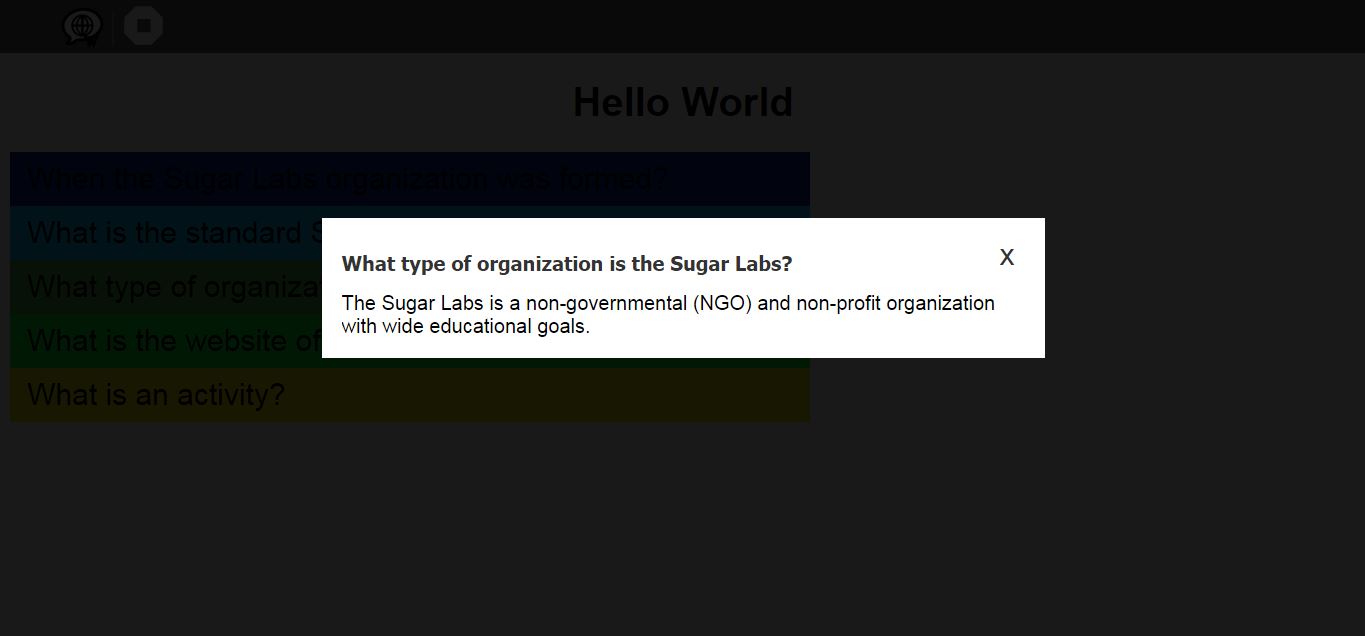 Hello World
When the Sugar Labs organization was formed?
What is the standard
What type of
What is the website of
What is an activity?
What type of organization is the Sugar Labs?
X
The Sugar Labs is a non-governmental (NGO) and non-profit organization
with wide educational goals.